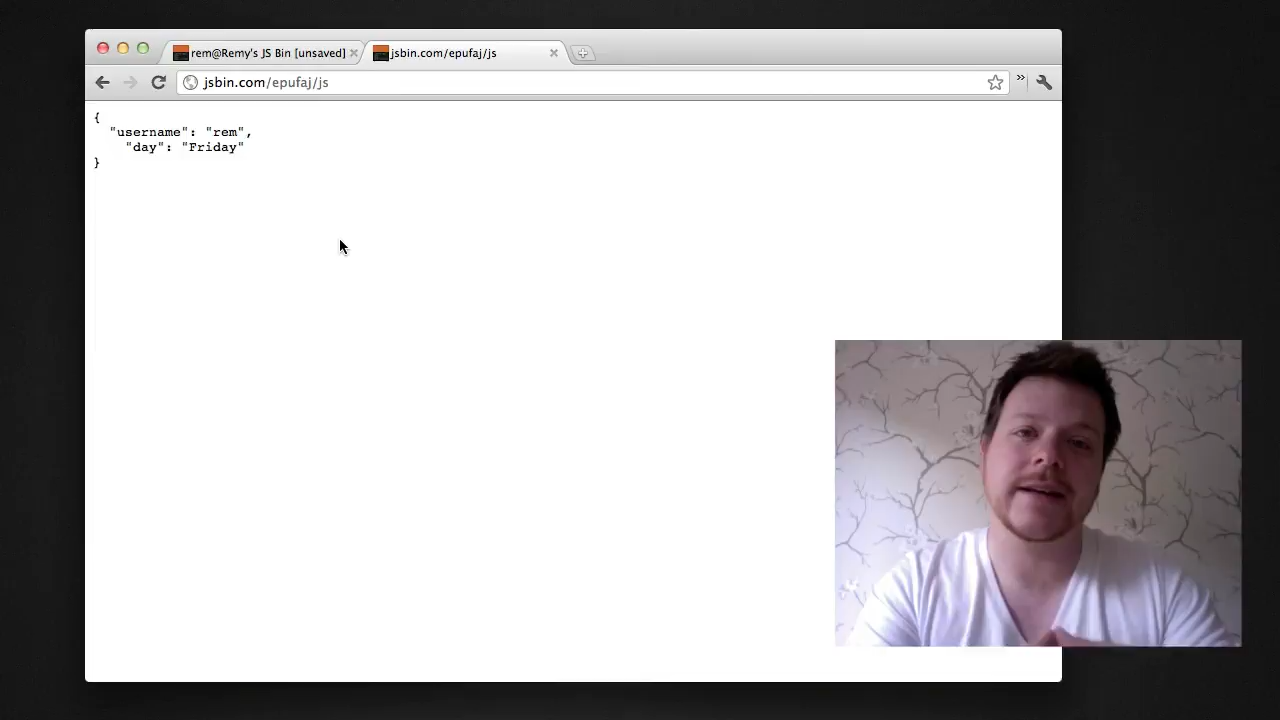 rem@Remy's JS Bin [unsaved]
jsbin.com/epufaj/js
jsbin.com/epufaj/js
{
  "username": "rem",
    "day": "Friday"
}